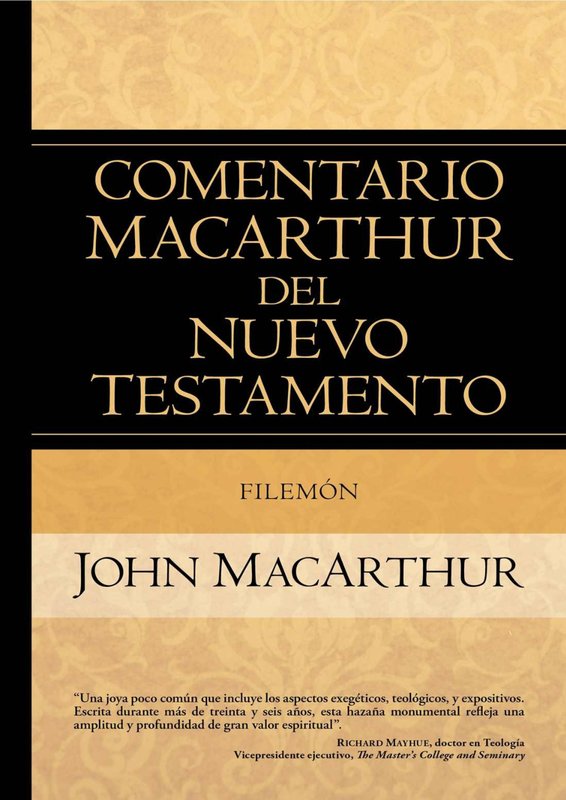 COMENTARIO
MACARTHUR
DEL
NUEVO
TESTAMENTO
FILEMÓN
JOHN MACARTHUR
“Una joya poco común que incluye los aspectos exegéticos, teológicos, y expositivos.
Escrita durante más de treinta y seis años, esta hazaña monumental refleja una
amplitud y profundidad de gran valor espiritual”.
RICHARD MAYHUE, doctor en Teología
Vicepresidente ejecutivo, The Master’s College and Seminary